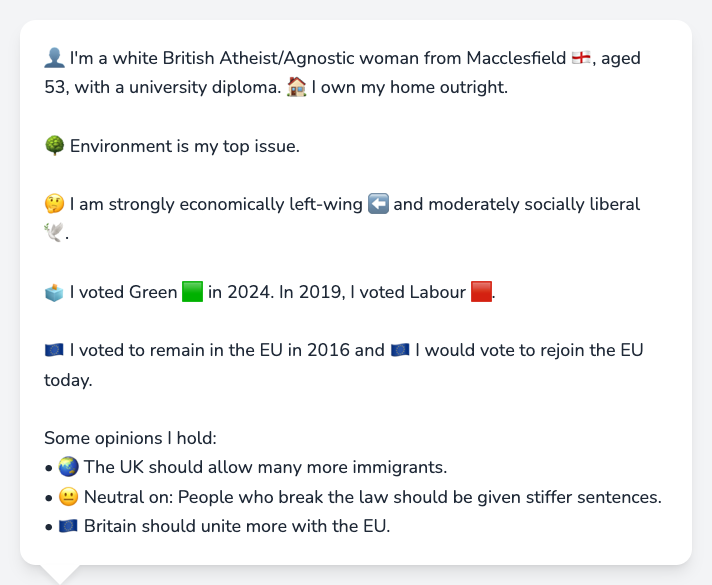 👤 I'm a white British Atheist/Agnostic woman from Macclesfield 🏴󠁧󠁢󠁥󠁮󠁧󠁿, aged
53, with a university diploma. 🏠 I own my home outright.
🌳 Environment is my top issue.
🤔 I am strongly economically left-wing ⬅️ and moderately socially liberal
🕊️.
🗳️ I voted Green 🟩 in 2024. In 2019, I voted Labour 🟥.
🇪🇺 I voted to remain in the EU in 2016 and 🇪🇺 I would vote to rejoin the EU
today.
Some opinions I hold:
• 🌏 The UK should allow many more immigrants.
• 😐 Neutral on: People who break the law should be given stiffer sentences.
• 🇪🇺 Britain should unite more with the EU.